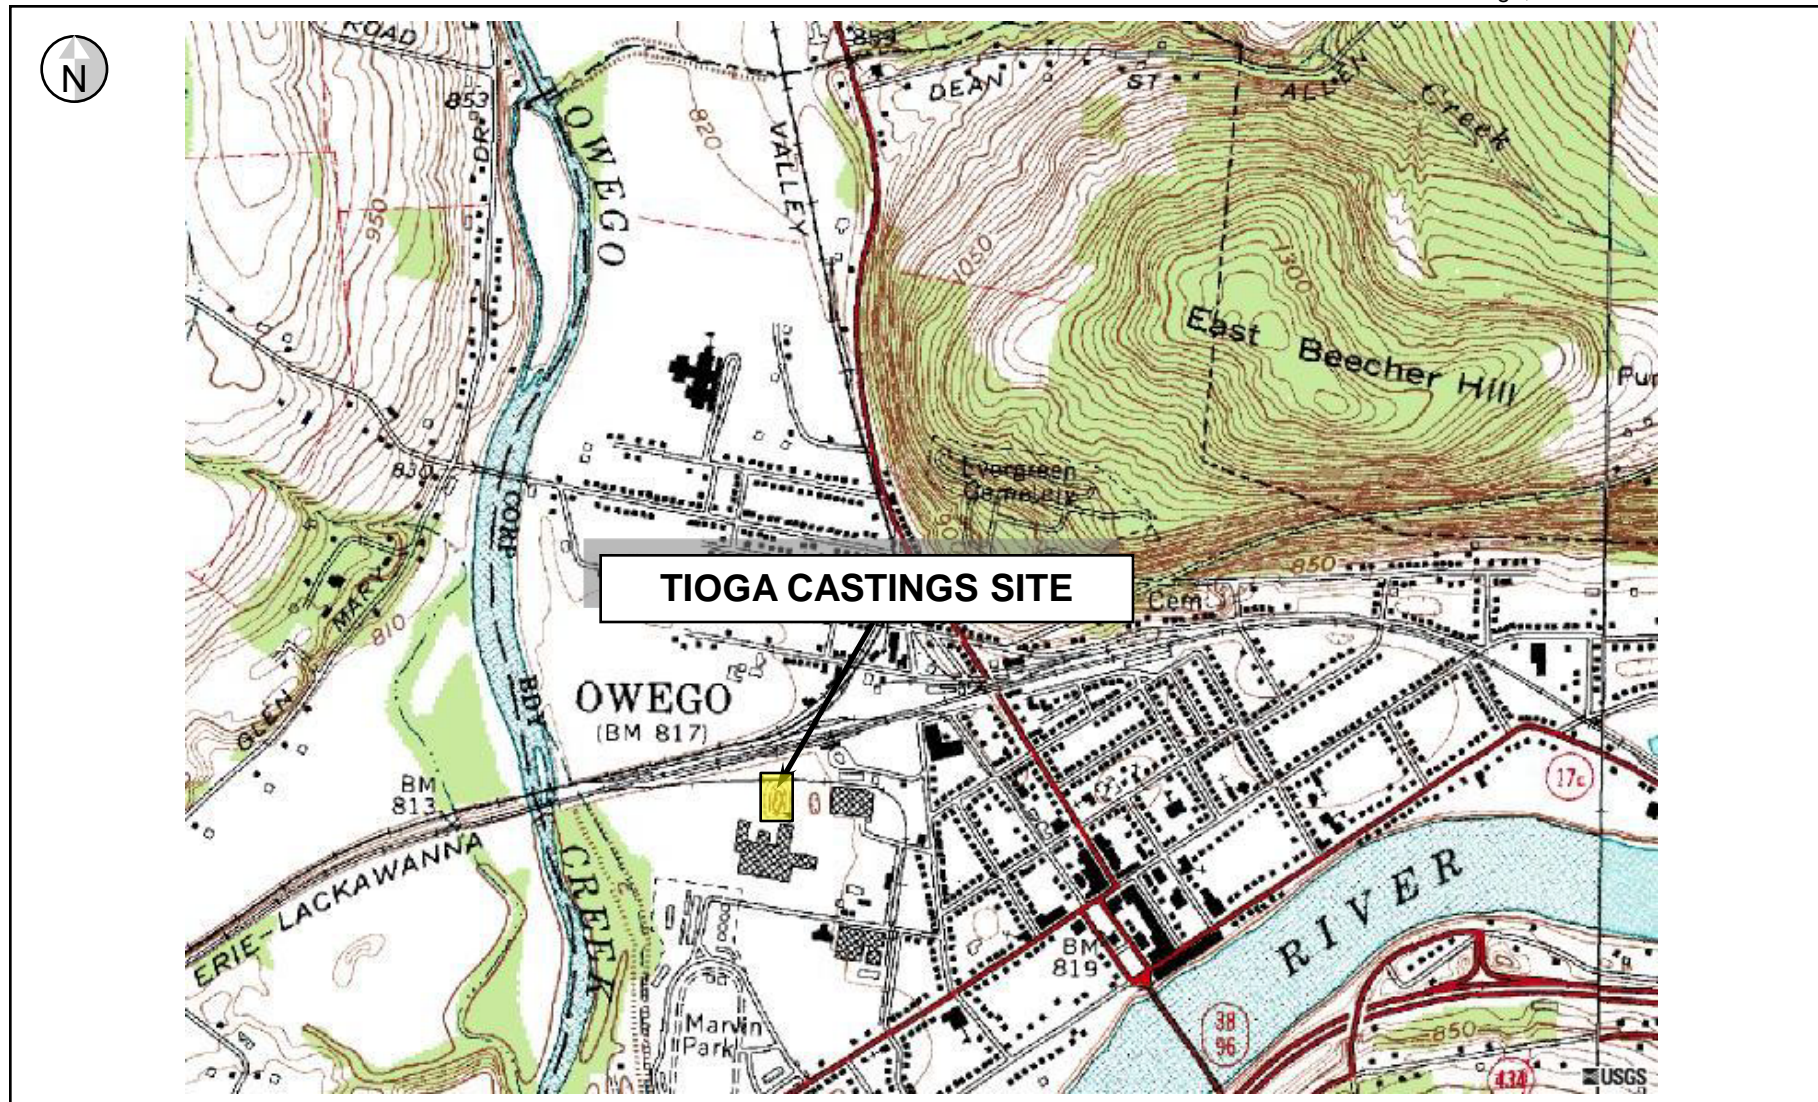 N
ROAD
853
DR
OWEGO
820
VALLEY
DEAN ST
ALLEN
Creek
950
1050
1300
East Beecher Hill
Pur
830
CORP
Evergreen
Cemetery
850
TIOGA CASTINGS SITE
Cem
MARY
810
GLEN
BDY
OWEGO
(BM 817)
BM
813
17c
ERIE-LACKAWANNA
CREEK
RIVER
BM
819
Marvin
Park
38
96
850
434
USGS